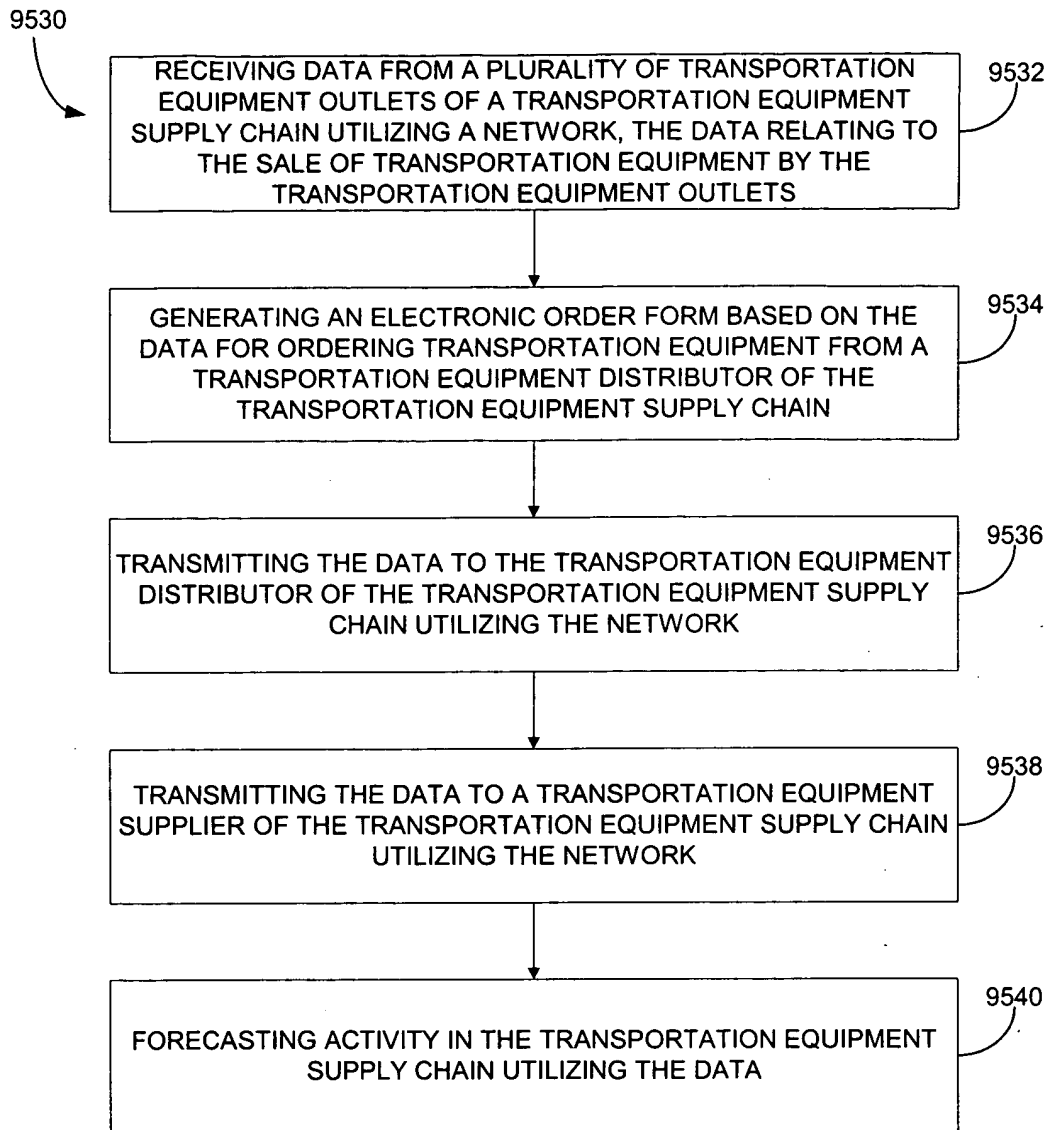 9530
RECEIVING DATA FROM A PLURALITY OF TRANSPORTATION
EQUIPMENT OUTLETS OF A TRANSPORTATION EQUIPMENT
SUPPLY CHAIN UTILIZING A NETWORK, THE DATA RELATING TO
THE SALE OF TRANSPORTATION EQUIPMENT BY THE
TRANSPORTATION EQUIPMENT OUTLETS
9532
GENERATING AN ELECTRONIC ORDER FORM BASED ON THE
DATA FOR ORDERING TRANSPORTATION EQUIPMENT FROM A
TRANSPORTATION EQUIPMENT DISTRIBUTOR OF THE
TRANSPORTATION EQUIPMENT SUPPLY CHAIN
9534
TRANSMITTING THE DATA TO THE TRANSPORTATION EQUIPMENT
DISTRIBUTOR OF THE TRANSPORTATION EQUIPMENT SUPPLY
CHAIN UTILIZING THE NETWORK
9536
TRANSMITTING THE DATA TO A TRANSPORTATION EQUIPMENT
SUPPLIER OF THE TRANSPORTATION EQUIPMENT SUPPLY CHAIN
UTILIZING THE NETWORK
9538
FORECASTING ACTIVITY IN THE TRANSPORTATION EQUIPMENT
SUPPLY CHAIN UTILIZING THE DATA
9540